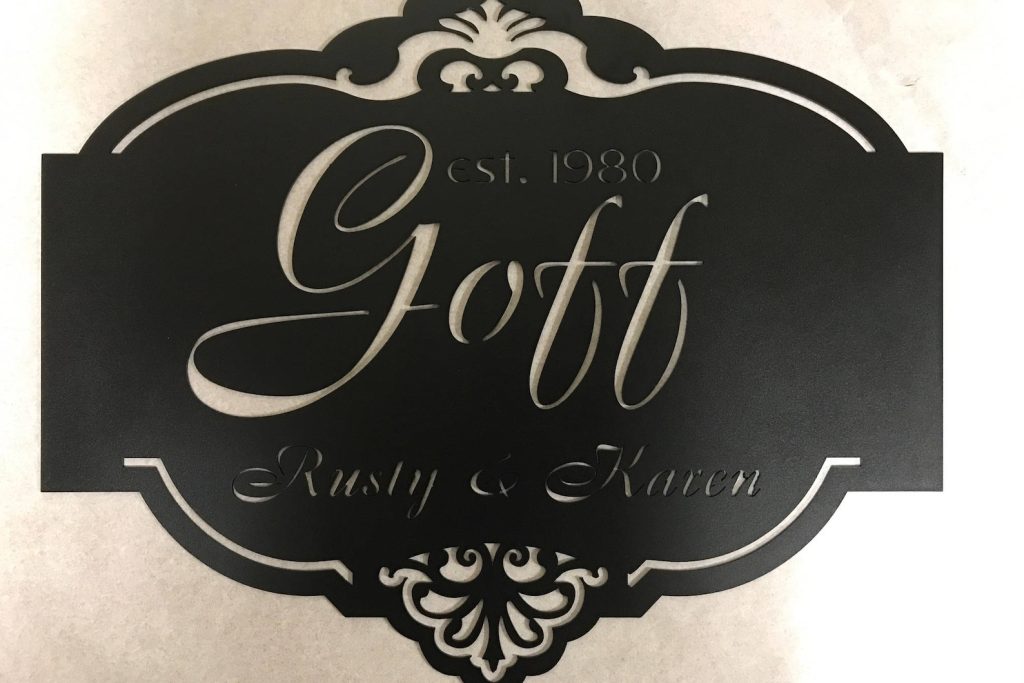 est. 1980
Goff
Rusty & Karen